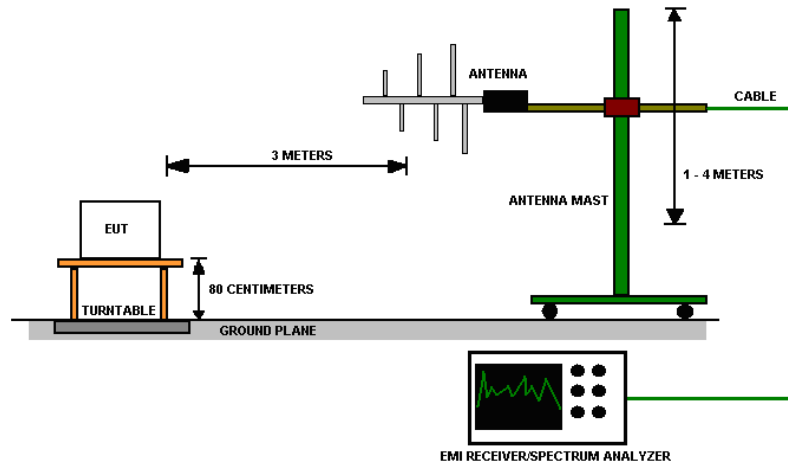 ANTENNA
CABLE
3 METERS
1 - 4 METERS
ANTENNA MAST
EUT
80 CENTIMETERS
TURNTABLE
GROUND PLANE
EMI RECEIVER/SPECTRUM ANALYZER